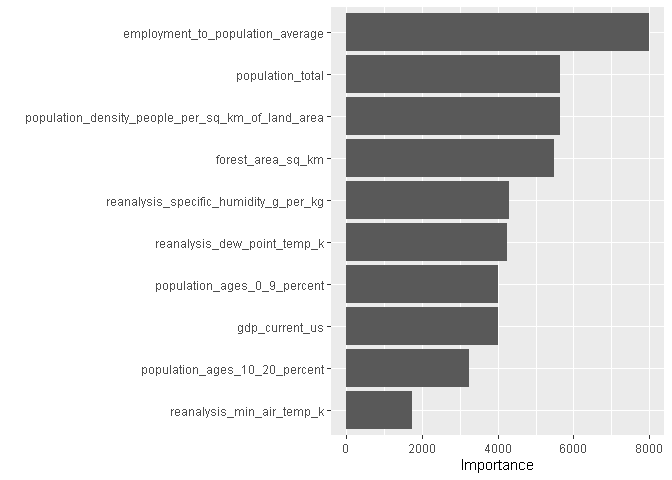 employment_to_population_average
population_total
population_density_people_per_sq_km_of_land_area
forest_area_sq_km
reanalysis_specific_humidity_g_per_kg
reanalysis_dew_point_temp_k
population_ages_0_9_percent
gdp_current_us
population_ages_10_20_percent
reanalysis_min_air_temp_k
0 2000 4000 6000 8000
Importance